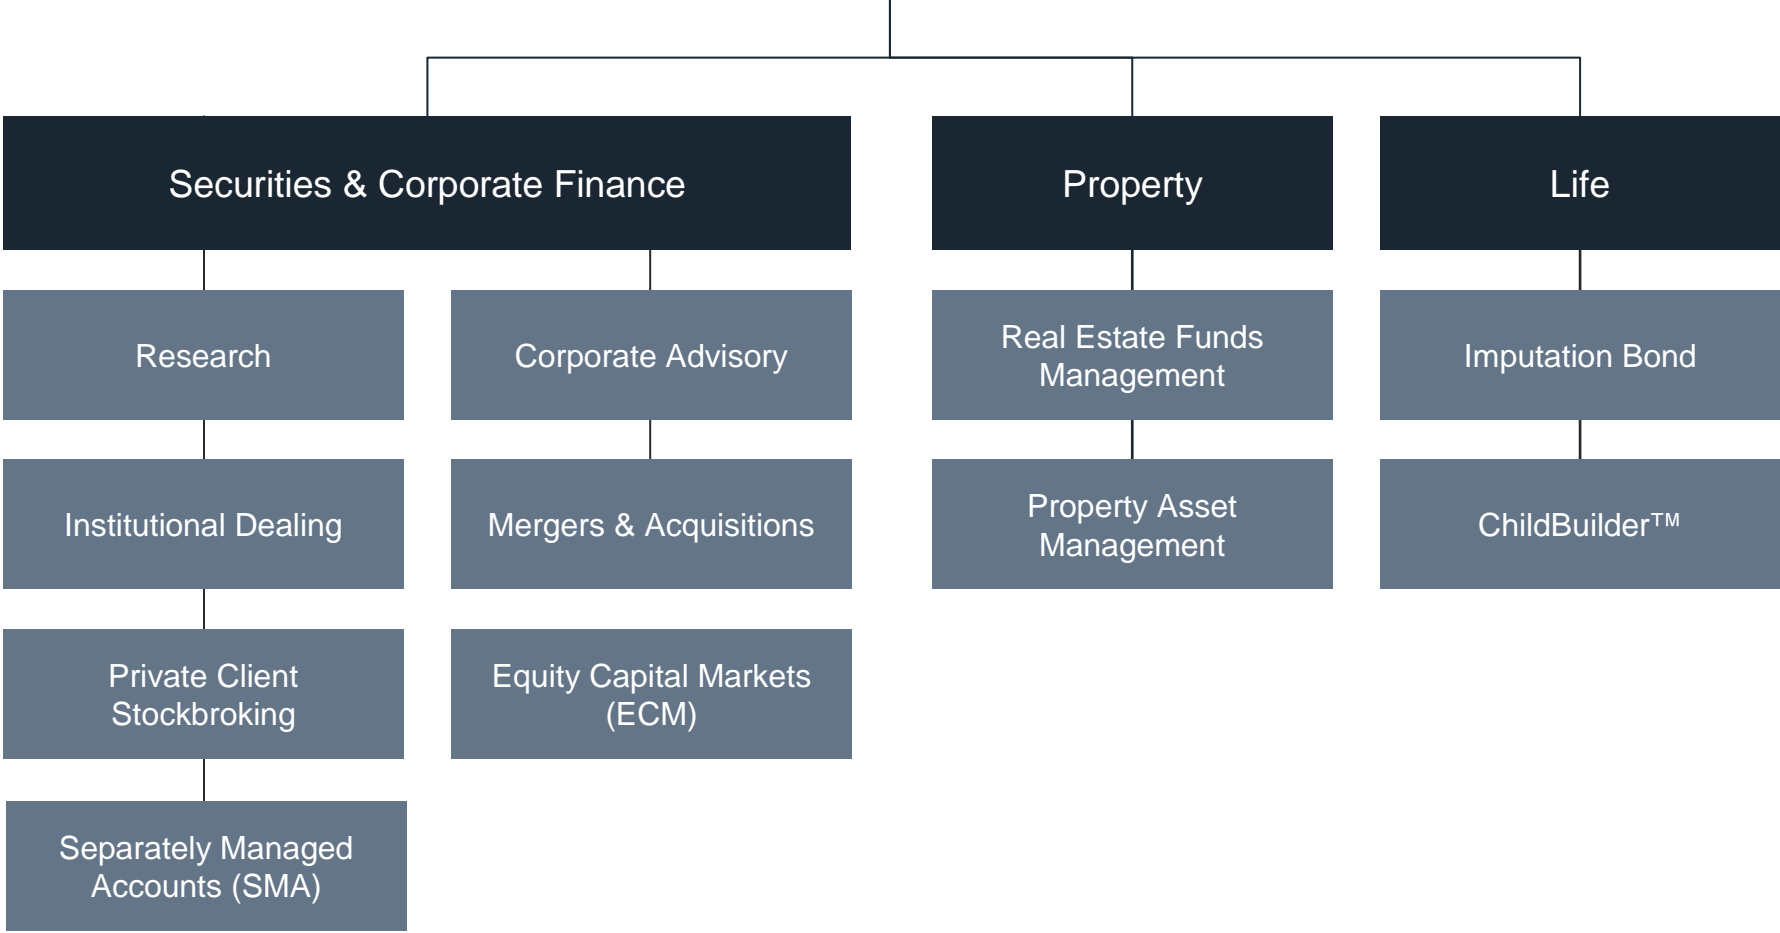 Securities & Corporate Finance
Property
Life
Research
Corporate Advisory
Real Estate Funds
Management
Imputation Bond
Institutional Dealing
Mergers & Acquisitions
Property Asset
Management
ChildBuilder™
Private Client
Stockbroking
Equity Capital Markets
(ECM)
Separately Managed
Accounts (SMA)